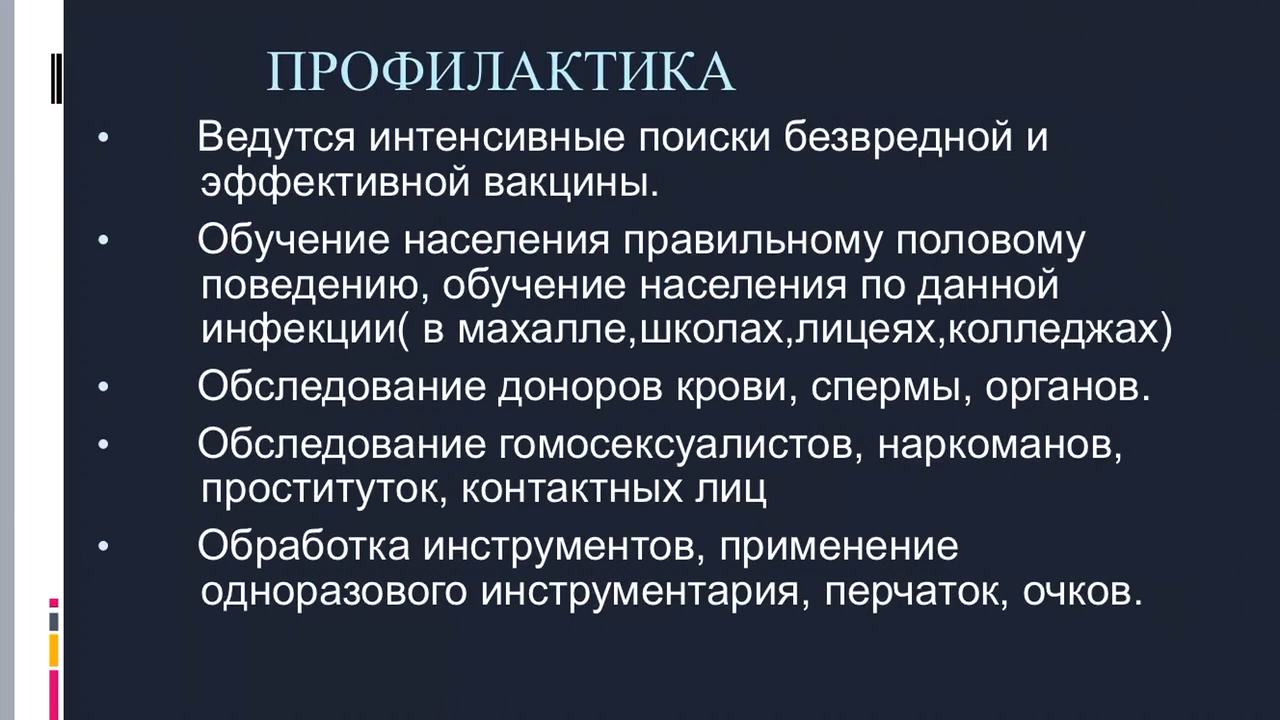 ПРОФИЛАКТИКА
• Ведутся интенсивные поиски безвредной и
эффективной вакцины.
• Обучение населения правильному половому
поведению, обучение населения по данной
инфекции( в махалле,школах,лицеях,колледжах)
• Обследование доноров крови, спермы, органов.
• Обследование гомосексуалистов, наркоманов,
проституток, контактных лиц
• Обработка инструментов, применение
одноразового инструментария, перчаток, очков.